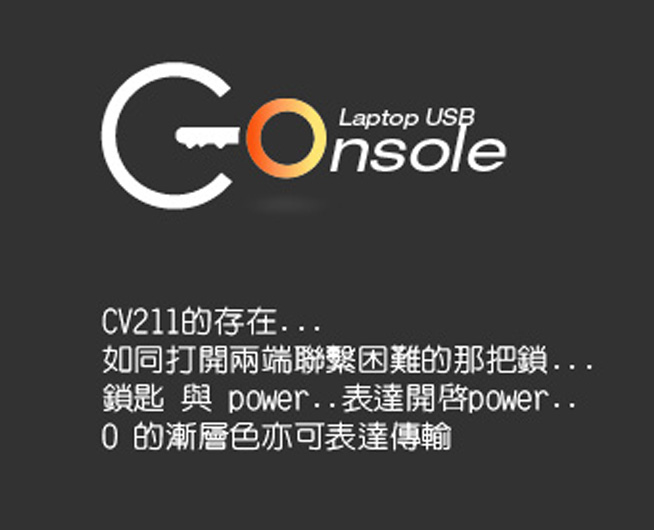 Laptop USB
Console
CV211的存在...
如同打開兩端聯繫困難的那把鎖...
鎖匙 與 power..表達開啓power..
O 的漸層色亦可表達傳輸